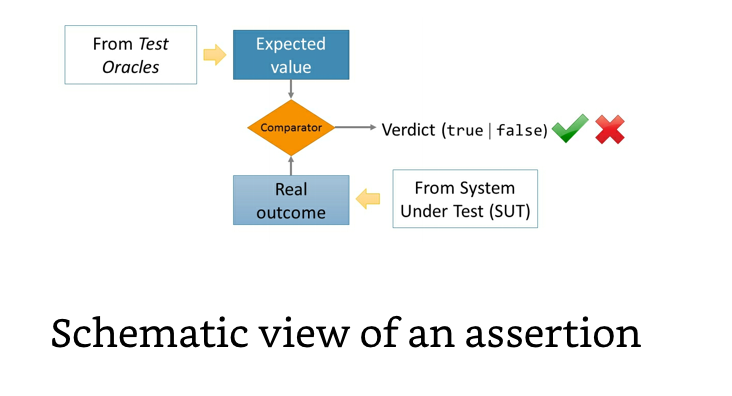 From Test
Oracles
Expected
value
Comparator
Verdict (true | false)
Real
outcome
From System
Under Test (SUT)
Schematic view of an assertion